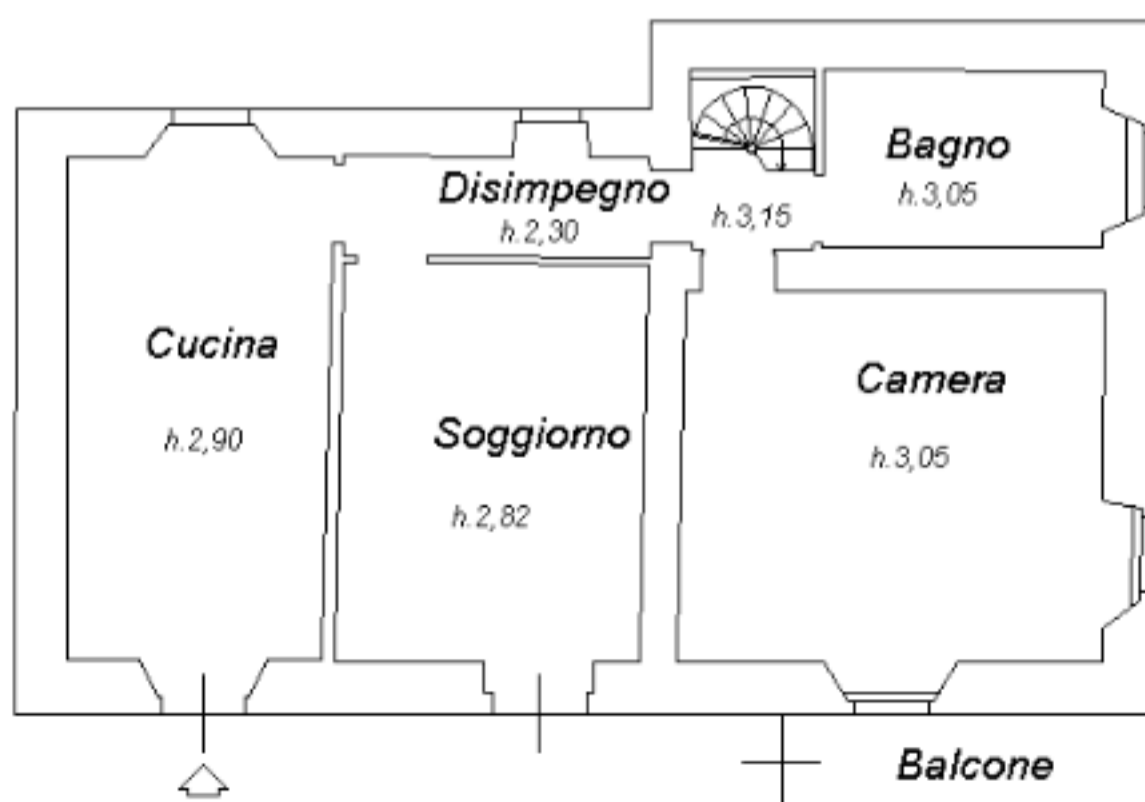 Bagno
h.3,05
Disimpegno
h.2,30
h.3,15
Cucina
h.2,90
Soggiorno
h.2,82
Camera
h.3,05
Balcone